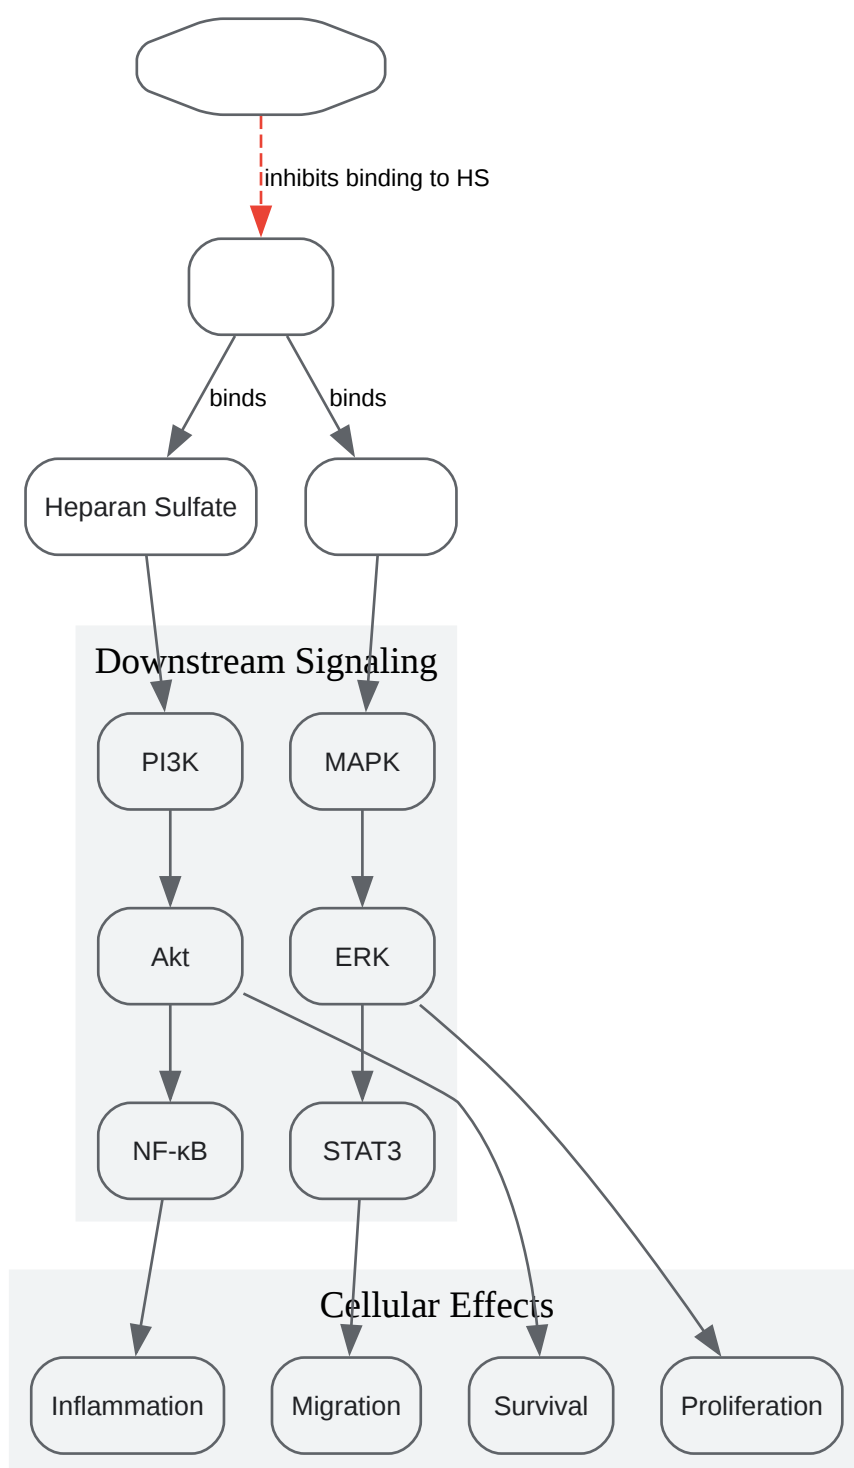 inhibits binding to HS
binds
binds
Heparan Sulfate
Downstream Signaling
PI3K
MAPK
Akt
ERK
NF-κB
STAT3
Cellular Effects
Inflammation
Migration
Survival
Proliferation